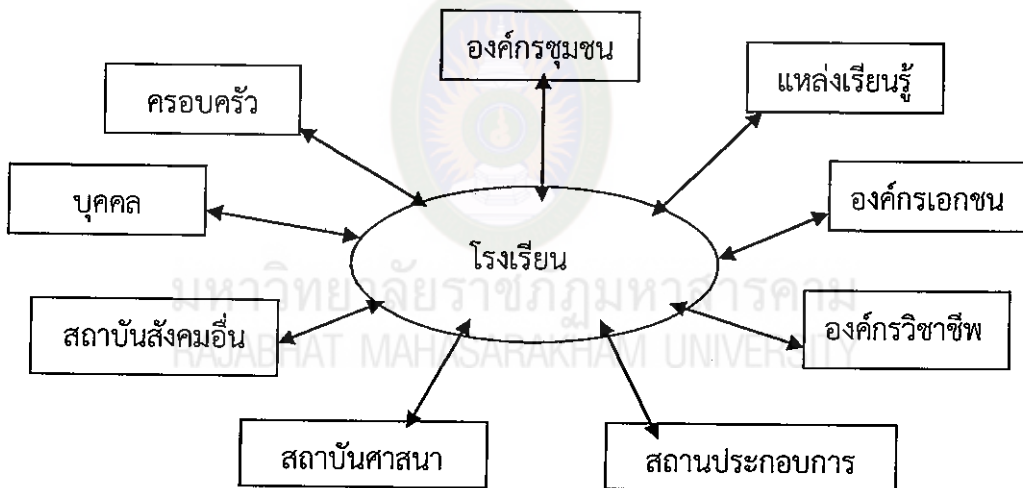 องค์กรชุมชน
แหล่งเรียนรู้
ครอบครัว
บุคคล
องค์กรเอกชน
โรงเรียน
มหาวิทยาลัยราชภัฏมหาสารคาม
สถาบันสังคมอื่น
องค์กรวิชาชีพ
RAJABHAT MAHASARAKHAM UNIVERSITY
สถาบันศาสนา
สถานประกอบการ